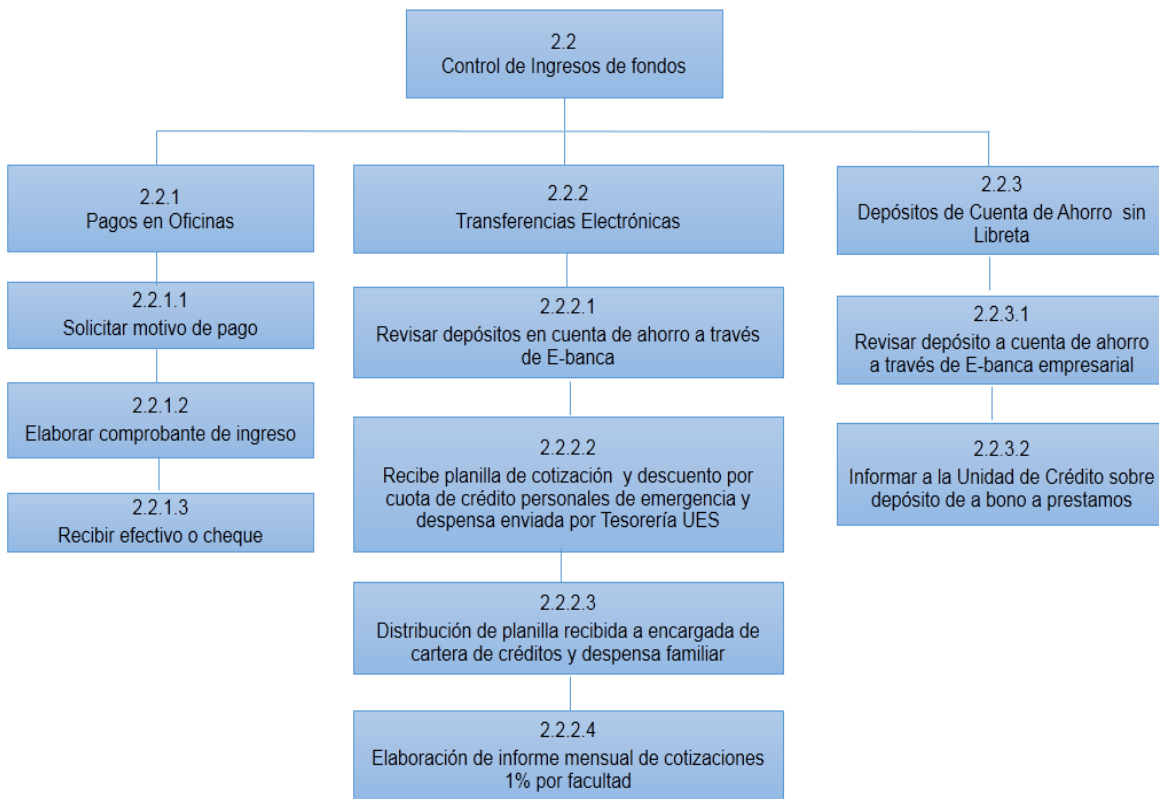 2.2
Control de Ingresos de fondos
2.2.1
Pagos en Oficinas
2.2.1.1
Solicitar motivo de pago
2.2.1.2
Elaborar comprobante de ingreso
2.2.1.3
Recibir efectivo o cheque
2.2.2
Transferencias Electrónicas
2.2.2.1
Revisar depósitos en cuenta de ahorro a través
de E-banca
2.2.2.2
Recibe planilla de cotización y descuento por
cuota de crédito personales de emergencia y
despensa enviada por Tesorería UES
2.2.2.3
Distribución de planilla recibida a encargada de
cartera de créditos y despensa familiar
2.2.2.4
Elaboración de informe mensual de cotizaciones
1% por facultad
2.2.3
Depósitos de Cuenta de Ahorro sin
Libreta
2.2.3.1
Revisar depósito a cuenta de ahorro
a través de E-banca empresarial
2.2.3.2
Informar a la Unidad de Crédito sobre
depósito de a bono a prestamos